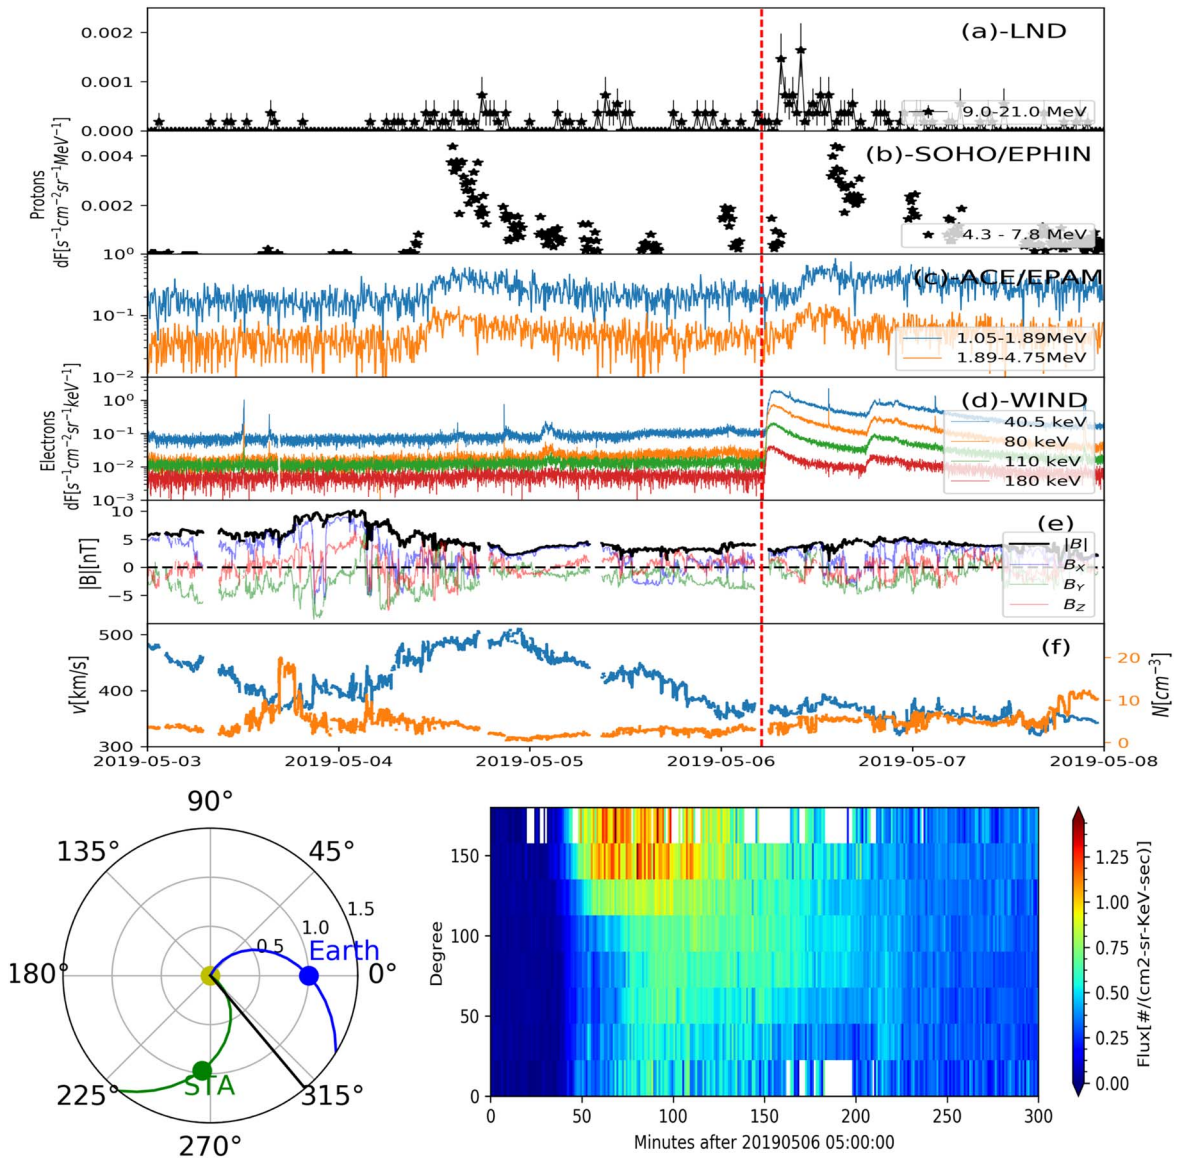 (a)-LND
0.002
0.001
0.000
9.0-21.0 MeV
(b)-SOHO/EPHIN
0.004
0.002
10⁰
4.3 - 7.8 MeV
Protons
dF[s⁻¹cm⁻²sr⁻¹MeV⁻¹]
(c)-ACE/EPAM
10⁻¹
10⁻²
1.05-1.89MeV
1.89-4.75MeV
(d)-WIND
10⁰
10⁻¹
10⁻²
10⁻³
40.5 keV
80 keV
110 keV
180 keV
Electrons
dF[s⁻¹cm⁻²sr⁻¹keV⁻¹]
(e)
10
5
0
−5
|B|[nT]
|B|
B_X
B_Y
B_Z
(f)
500
400
300
v[km/s]
20
10
0
N[cm⁻³]
2019-05-03 2019-05-04 2019-05-05 2019-05-06 2019-05-07 2019-05-08
90°
135° 45°
1.5
1.0
0.5
Earth
180° 0°
STA
225° 315°
270°
150
100
50
0
Degree
0 50 100 150 200 250 300
Minutes after 20190506 05:00:00
1.25
1.00
0.75
0.50
0.25
0.00
Flux[#/(cm2-sr-KeV-sec)]